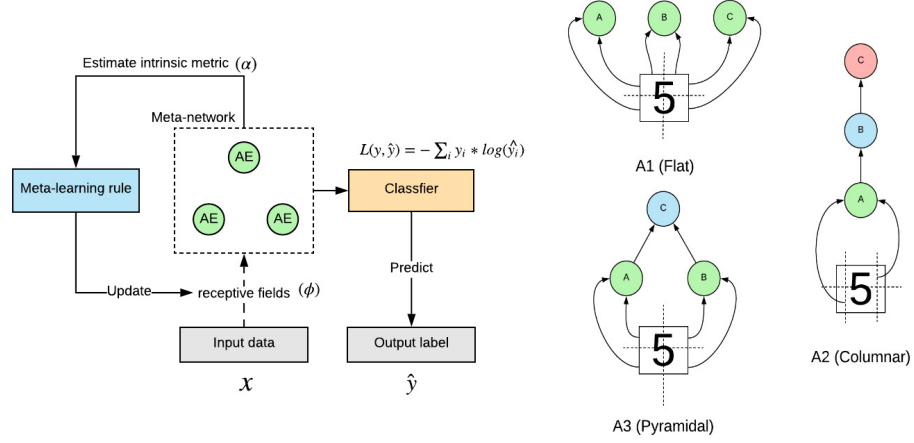 Estimate intrinsic metric (α)
Meta-network
AE
AE
AE
Meta-learning rule
L(y, ŷ) = − ∑ᵢ yᵢ * log(ŷᵢ)
Classfier
Predict
Update
receptive fields (ϕ)
Input data
Output label
x
ŷ
A
B
C
5
A1 (Flat)
C
A
B
5
A3 (Pyramidal)
C
B
A
5
A2 (Columnar)